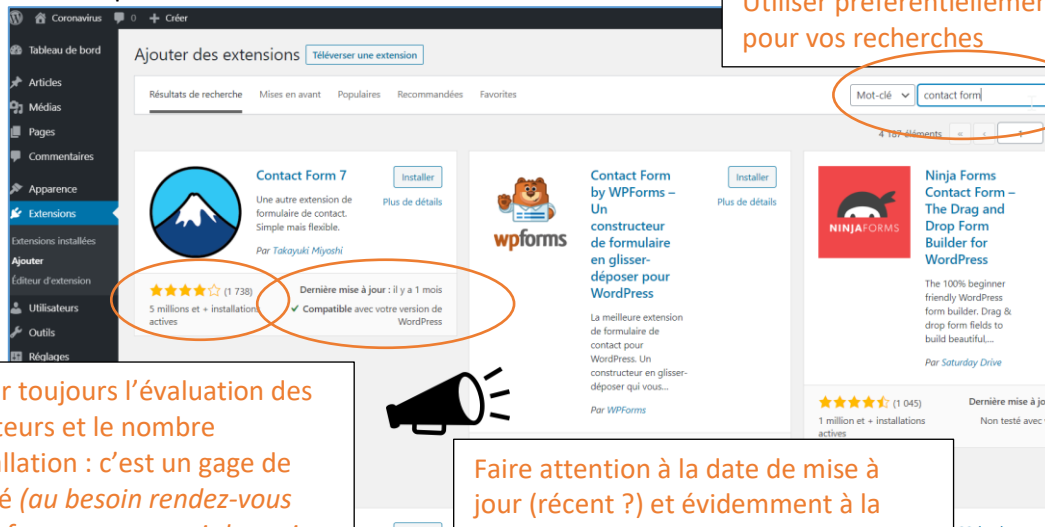 Utiliser préférentiellement
pour vos recherches
Coronavirus 0 + Créer
Tableau de bord
Articles
Médias
Pages
Commentaires
Apparence
Extensions
Extensions installées
Ajouter
Éditeur d'extension
Utilisateurs
Outils
Réglages
Ajouter des extensions Téléverser une extension
Résultats de recherche Mises en avant Populaires Recommandées Favorites
Mot-clé contact form
4 187 éléments « ‹ 1
Contact Form 7
Installer
Plus de détails
Une autre extension de
formulaire de contact.
Simple mais flexible.
Par Takayuki Miyoshi
(1 738)
5 millions et + installations
actives
Dernière mise à jour : il y a 1 mois
✔ Compatible avec votre version de
WordPress
wpforms
Contact Form
by WPForms –
Un
constructeur
de formulaire
en glisser-
déposer pour
WordPress
Installer
Plus de détails
La meilleure extension
de formulaire de
contact pour
WordPress. Un
constructeur en glisser-
déposer qui vous...
Par WPForms
NINJAFORMS
Ninja Forms
Contact Form –
The Drag and
Drop Form
Builder for
WordPress
The 100% beginner
friendly WordPress
form builder. Drag &
drop form fields to
build beautiful,...
Par Saturday Drive
(1 045)
1 million et + installations
actives
Dernière mise à jo
Non testé avec
r toujours l'évaluation des
teurs et le nombre
allation : c'est un gage de
é (au besoin rendez-vous
Faire attention à la date de mise à
jour (récent ?) et évidemment à la